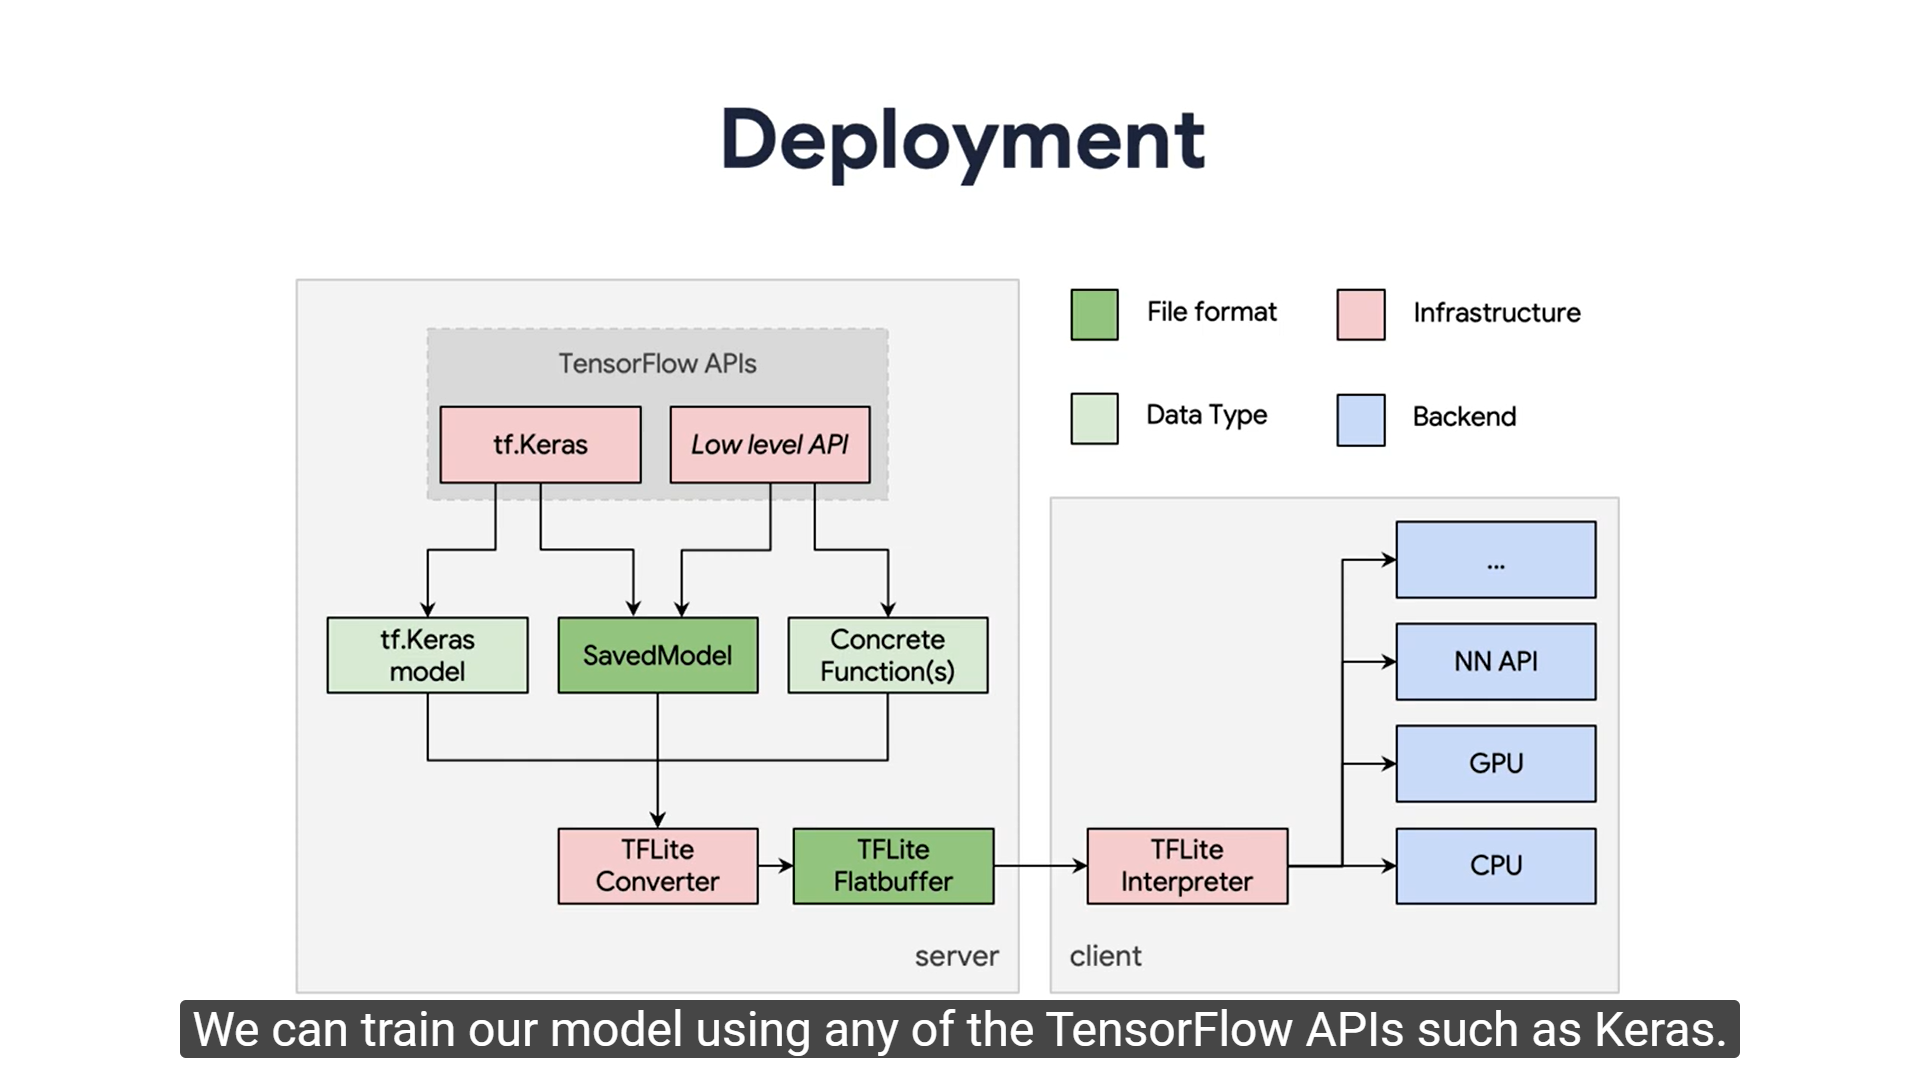 Deployment
File format
Infrastructure
Data Type
Backend
TensorFlow APIs
tf.Keras
Low level API
tf.Keras
model
SavedModel
Concrete
Function(s)
TFLite
Converter
TFLite
Flatbuffer
server
...
NN API
GPU
TFLite
Interpreter
CPU
client
We can train our model using any of the TensorFlow APIs such as Keras.